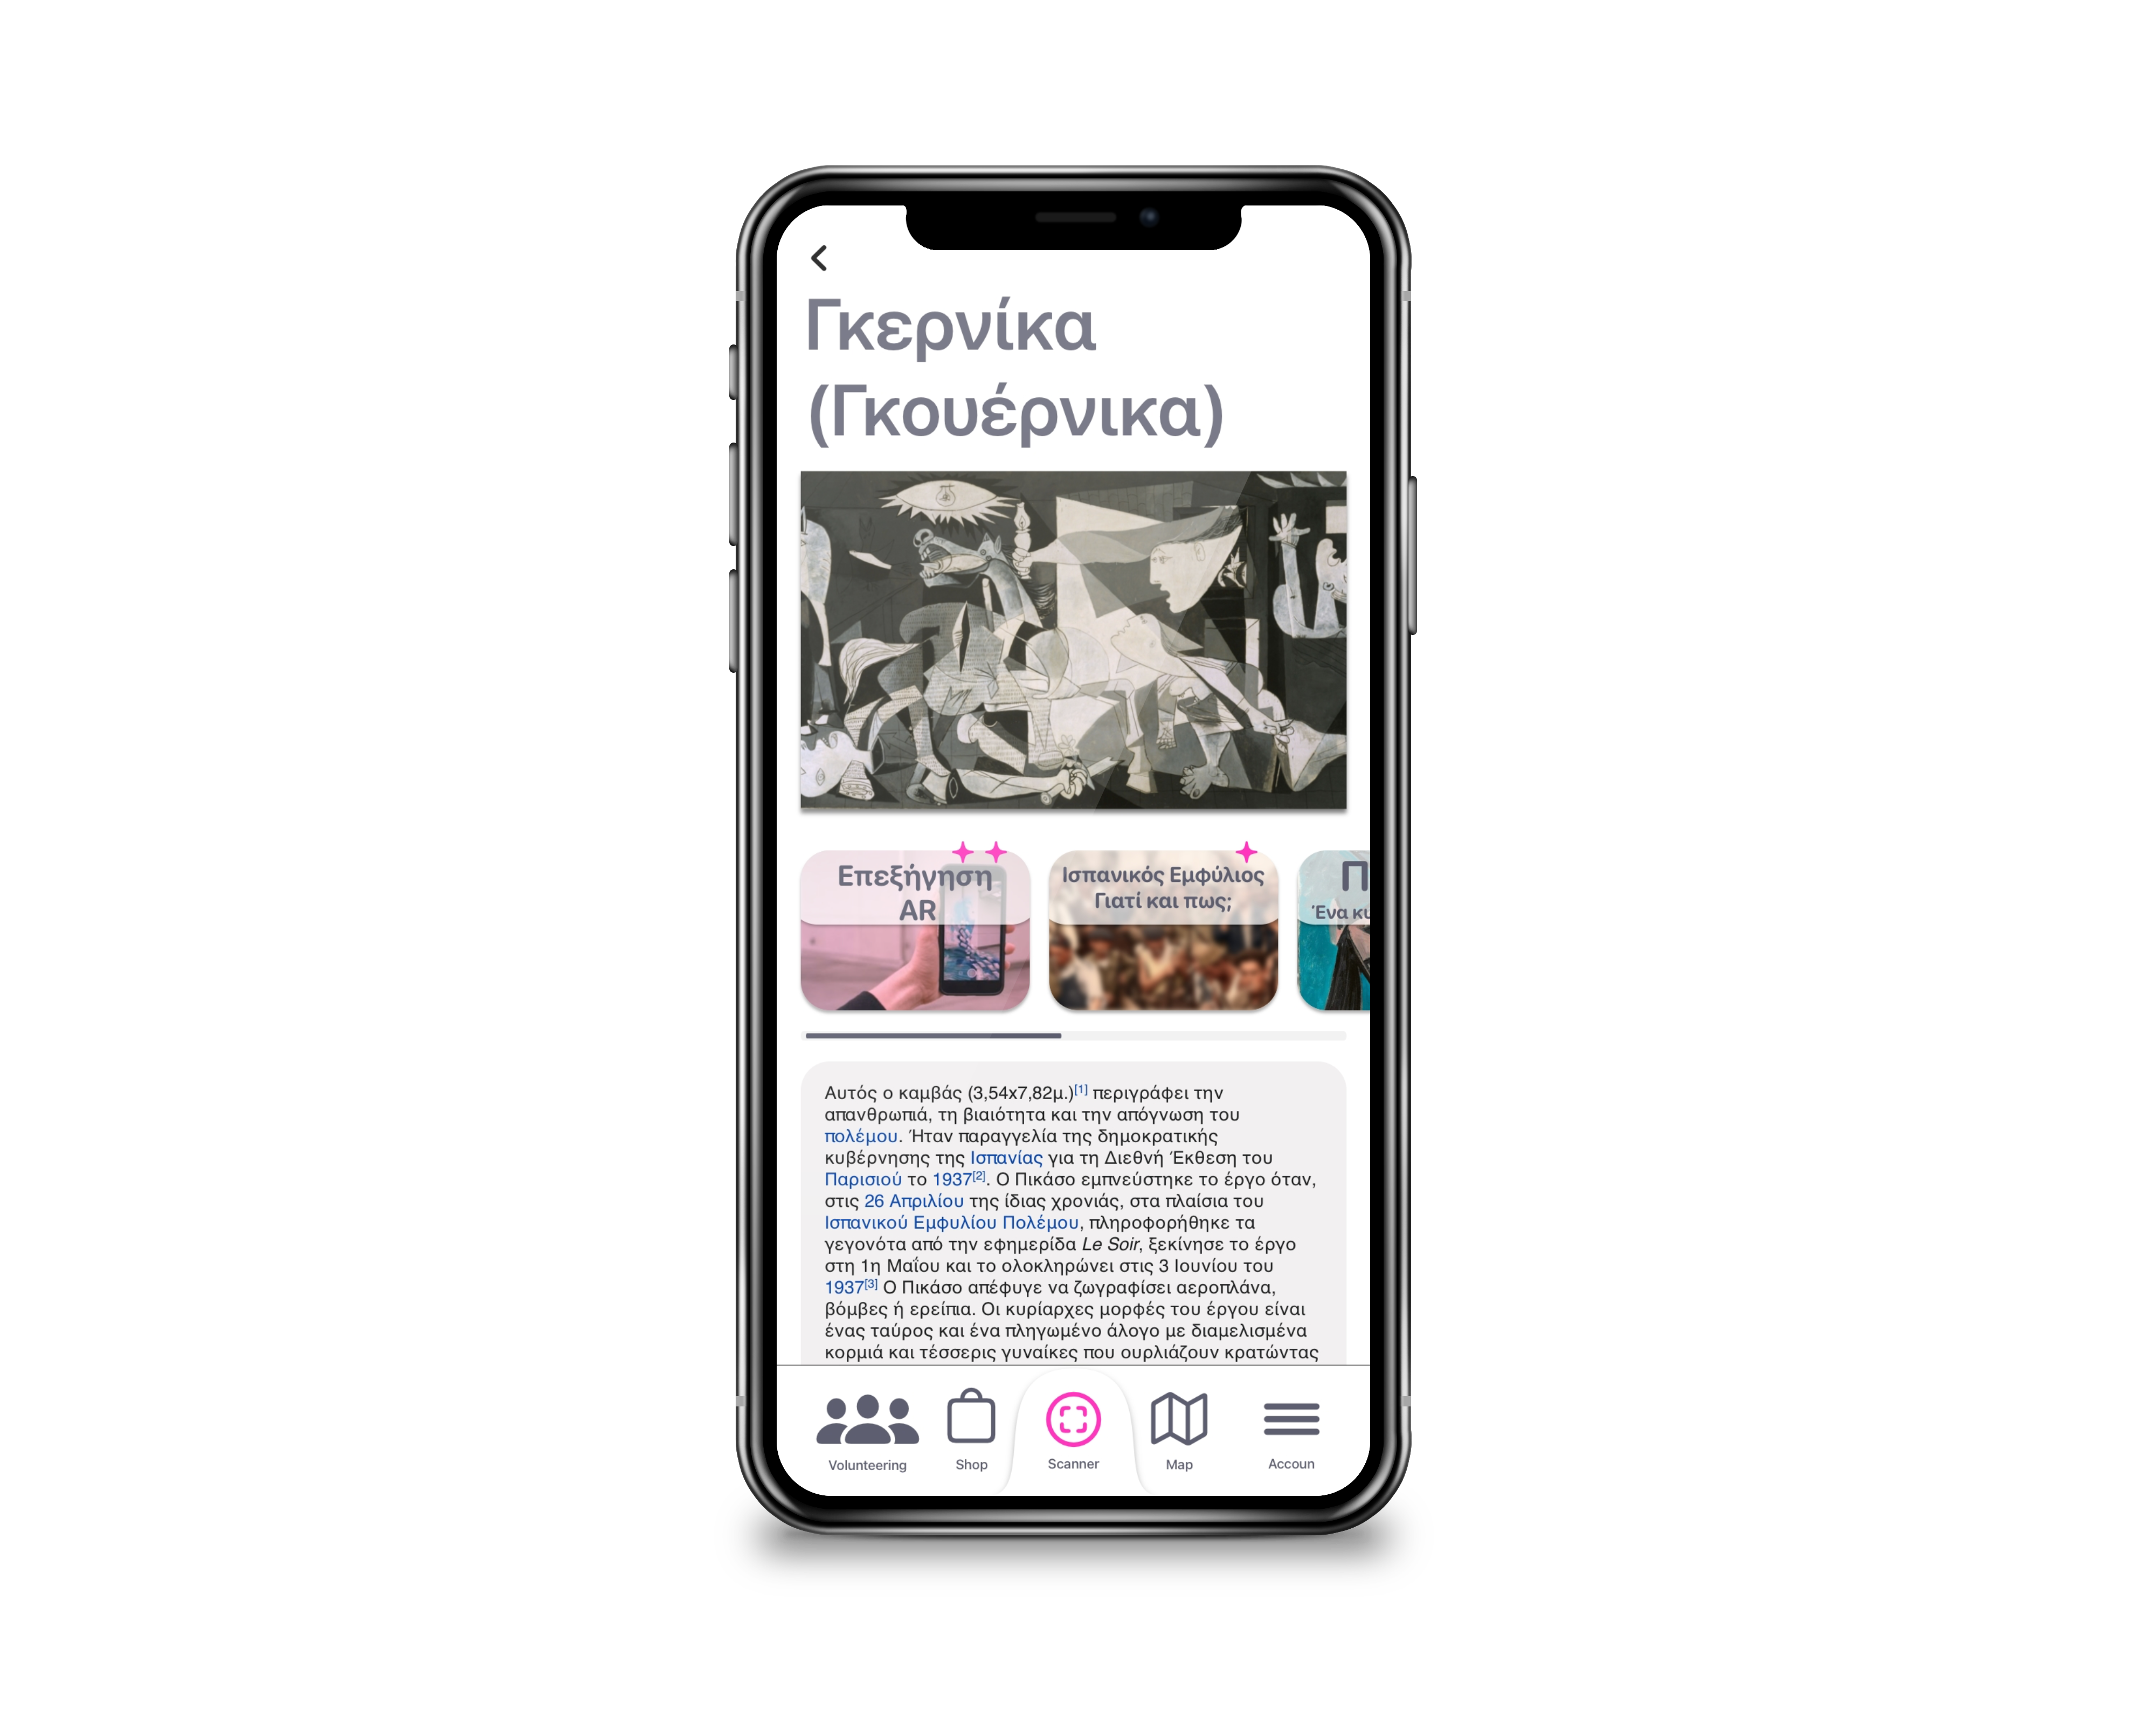 Γκερνίκα
(Γκουέρνικα)
Επεξήγηση
AR
Ισπανικός Εμφύλιος
Γιατί και πως;
Π
Ένα κυ
Αυτός ο καμβάς (3,54x7,82μ.)[1] περιγράφει την
απανθρωπιά, τη βιαιότητα και την απόγνωση του
πολέμου. Ήταν παραγγελία της δημοκρατικής
κυβέρνησης της Ισπανίας για τη Διεθνή Έκθεση του
Παρισιού το 1937[2]. Ο Πικάσο εμπνεύστηκε το έργο όταν,
στις 26 Απριλίου της ίδιας χρονιάς, στα πλαίσια του
Ισπανικού Εμφυλίου Πολέμου, πληροφορήθηκε τα
γεγονότα από την εφημερίδα Le Soir, ξεκίνησε το έργο
στη 1η Μαΐου και το ολοκληρώνει στις 3 Ιουνίου του
1937[3] Ο Πικάσο απέφυγε να ζωγραφίσει αεροπλάνα,
βόμβες ή ερείπια. Οι κυρίαρχες μορφές του έργου είναι
ένας ταύρος και ένα πληγωμένο άλογο με διαμελισμένα
κορμιά και τέσσερις γυναίκες που ουρλιάζουν κρατώντας
Volunteering
Shop
Scanner
Map
Accoun